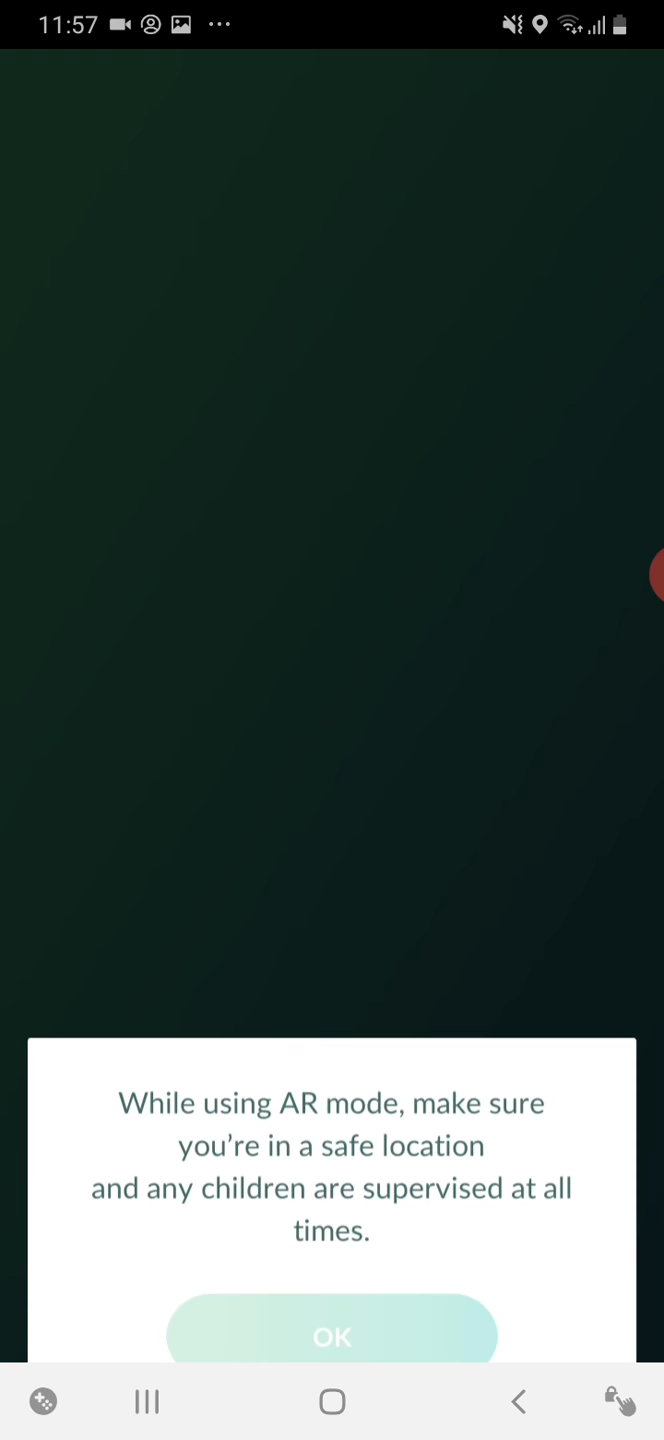 11:57
While using AR mode, make sure
you’re in a safe location
and any children are supervised at all
times.
OK